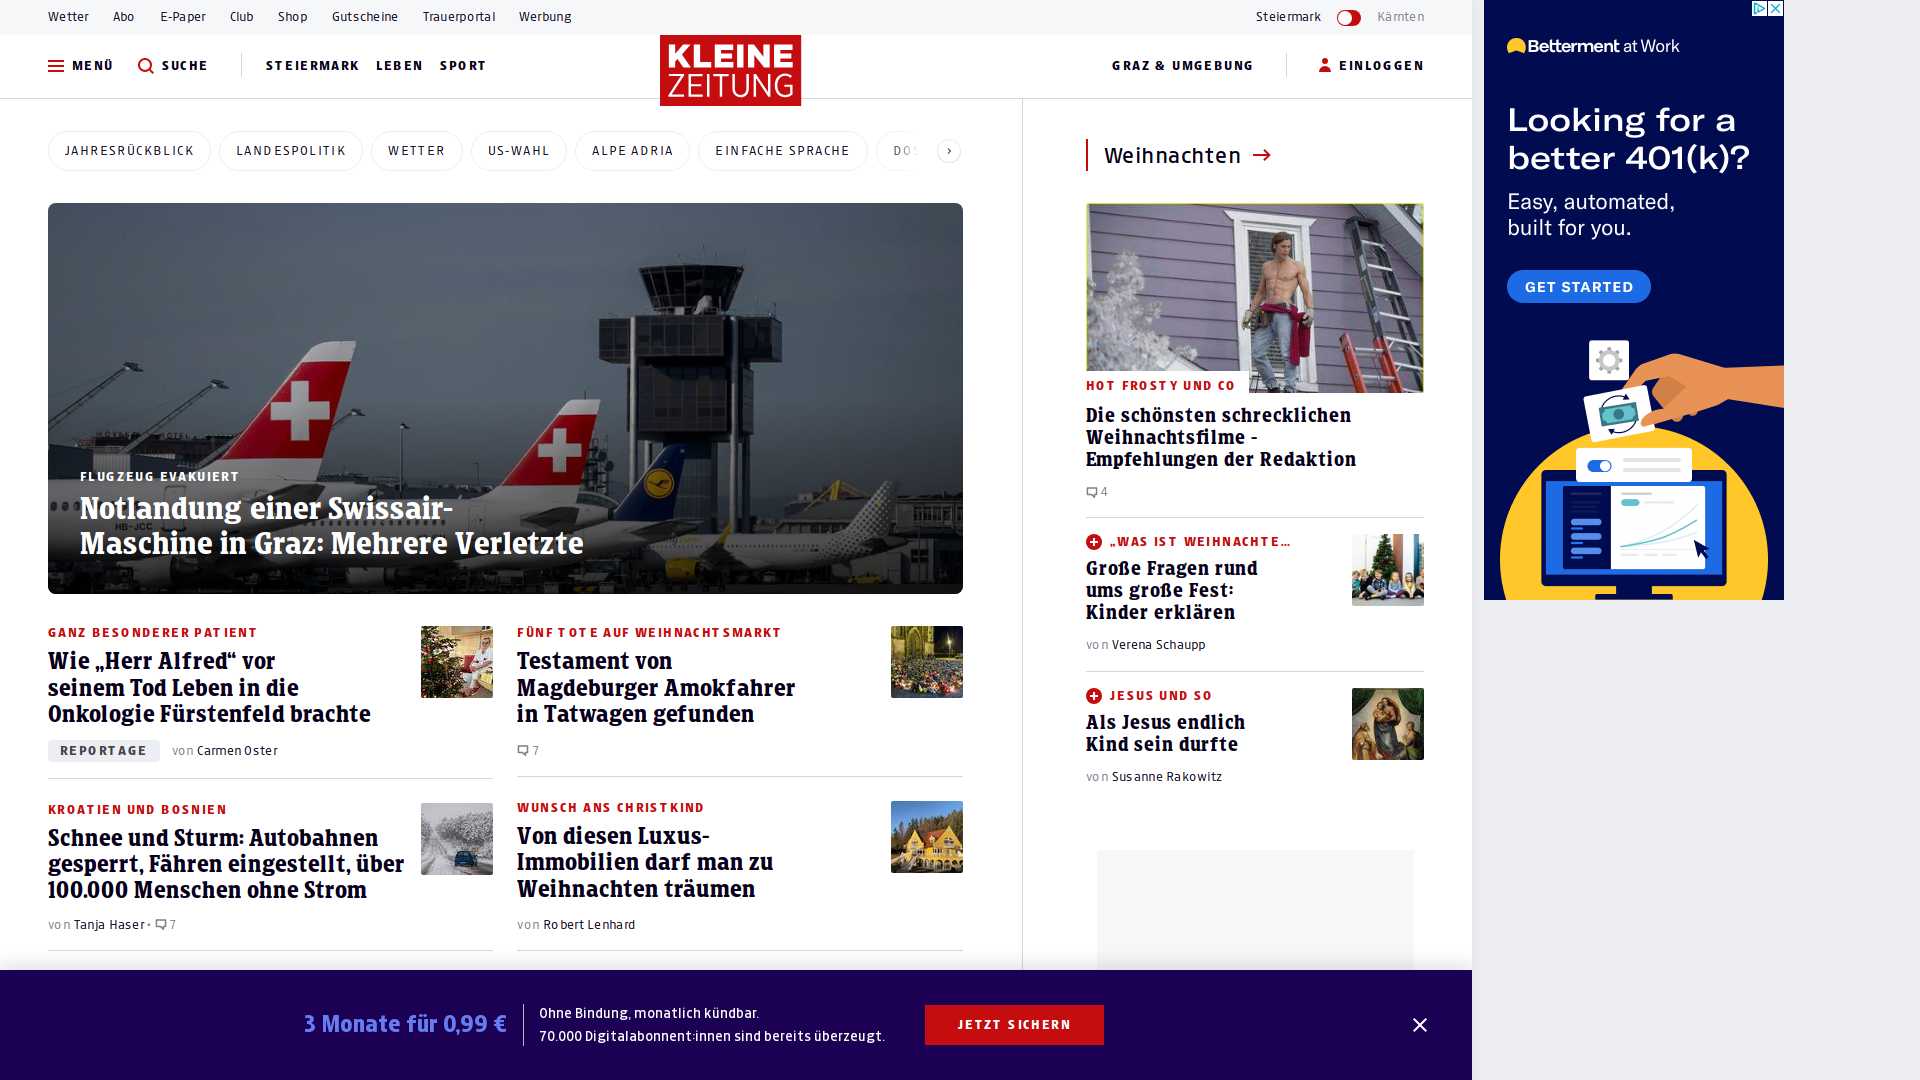 Wetter Abo E-Paper Club Shop Gutscheine Trauerportal Werbung
Steiermark Kärnten
MENÜ SUCHE STEIERMARK LEBEN SPORT
KLEINE
ZEITUNG
GRAZ & UMGEBUNG EINLOGGEN
JAHRESRÜCKBLICK LANDESPOLITIK WETTER US-WAHL ALPE ADRIA EINFACHE SPRACHE
FLUGZEUG EVAKUIERT
Notlandung einer Swissair-
Maschine in Graz: Mehrere Verletzte
HB-JCC
GANZ BESONDERER PATIENT
Wie „Herr Alfred“ vor
seinem Tod Leben in die
Onkologie Fürstenfeld brachte
REPORTAGE von Carmen Oster
FÜNF TOTE AUF WEIHNACHTSMARKT
Testament von
Magdeburger Amokfahrer
in Tatwagen gefunden
7
KROATIEN UND BOSNIEN
Schnee und Sturm: Autobahnen
gesperrt, Fähren eingestellt, über
100.000 Menschen ohne Strom
von Tanja Haser • 7
WUNSCH ANS CHRISTKIND
Von diesen Luxus-
Immobilien darf man zu
Weihnachten träumen
von Robert Lenhard
Weihnachten
HOT FROSTY UND CO
Die schönsten schrecklichen
Weihnachtsfilme -
Empfehlungen der Redaktion
4
„WAS IST WEIHNACHTE…
Große Fragen rund
ums große Fest:
Kinder erklären
von Verena Schaupp
JESUS UND SO
Als Jesus endlich
Kind sein durfte
von Susanne Rakowitz
Betterment at Work
Looking for a
better 401(k)?
Easy, automated,
built for you.
GET STARTED
3 Monate für 0,99 €
Ohne Bindung, monatlich kündbar.
70.000 Digitalabonnent:innen sind bereits überzeugt.
JETZT SICHERN